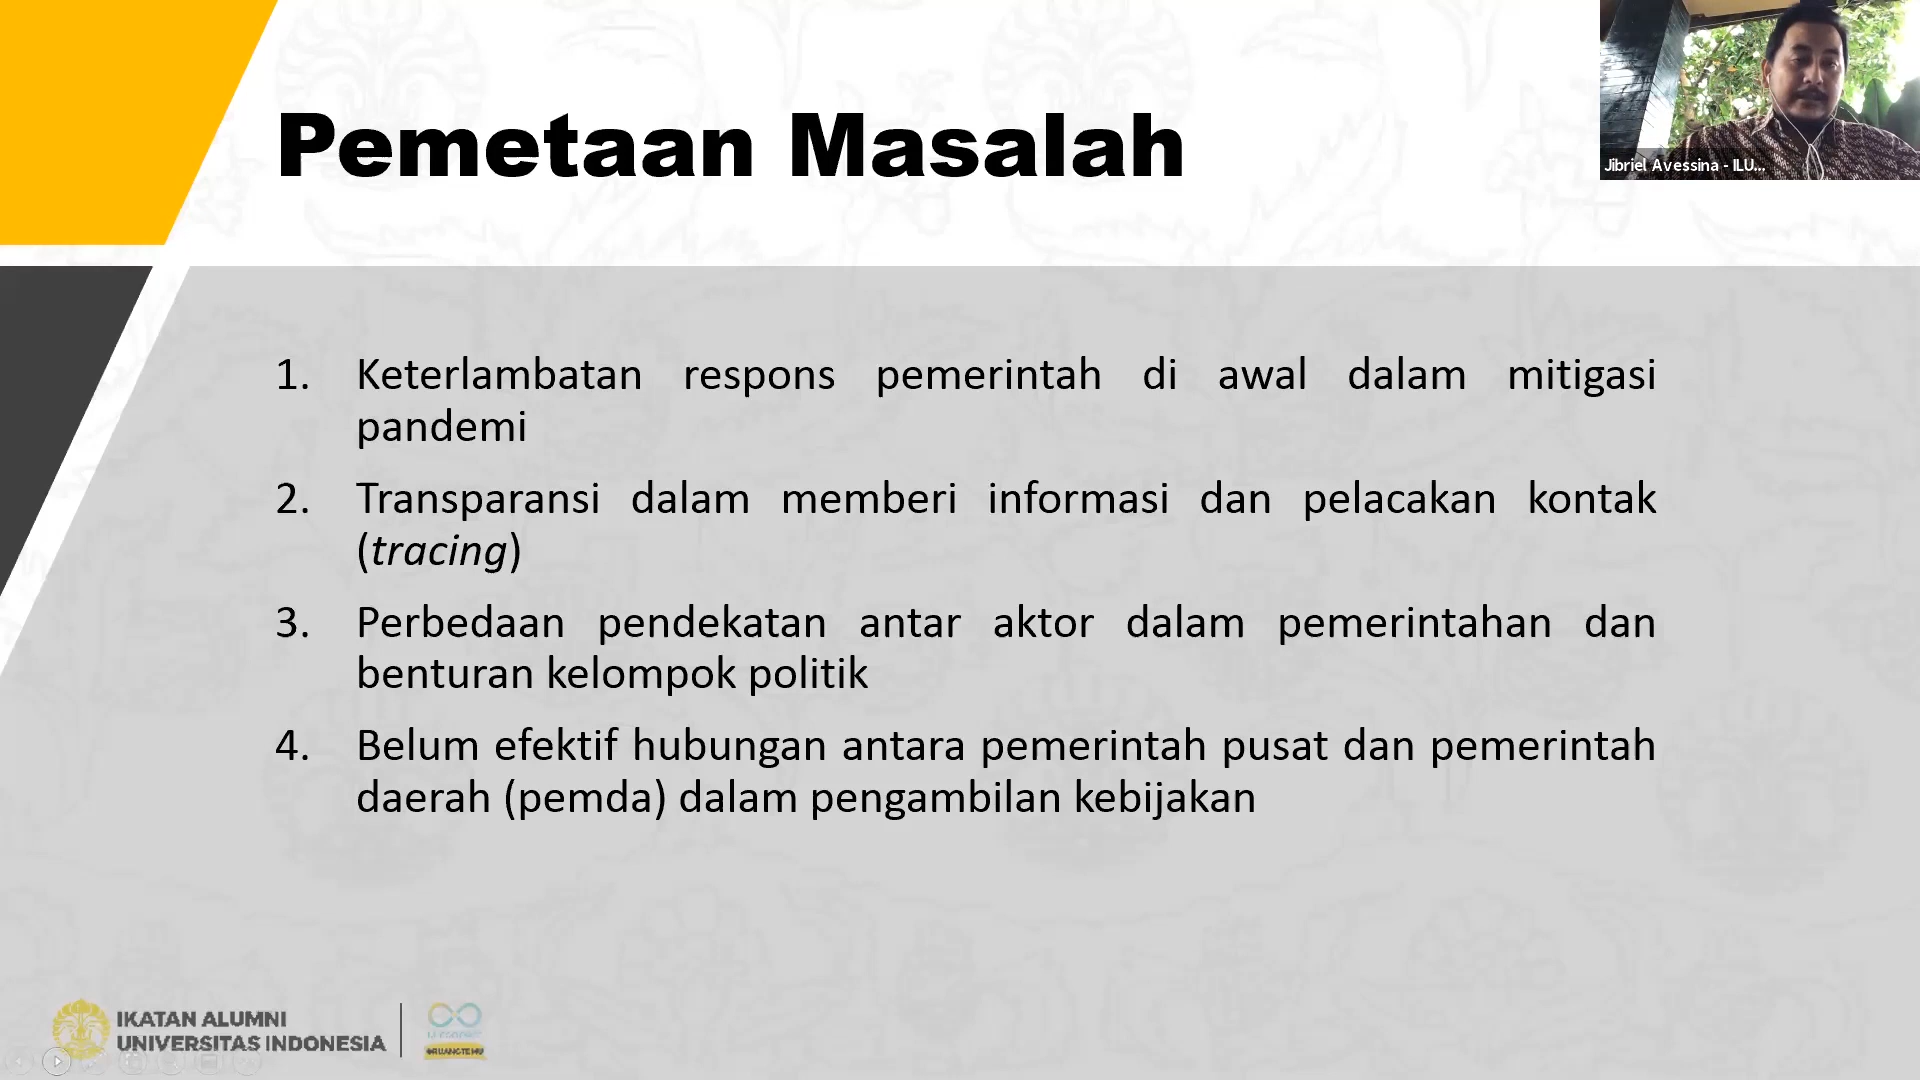 Pemetaan Masalah
Jibriel Avessina - ILU...
1. Keterlambatan respons pemerintah di awal dalam mitigasi
pandemi
2. Transparansi dalam memberi informasi dan pelacakan kontak
(tracing)
3. Perbedaan pendekatan antar aktor dalam pemerintahan dan
benturan kelompok politik
4. Belum efektif hubungan antara pemerintah pusat dan pemerintah
daerah (pemda) dalam pengambilan kebijakan
IKATAN ALUMNI
UNIVERSITAS INDONESIA
#RUANGTEMU